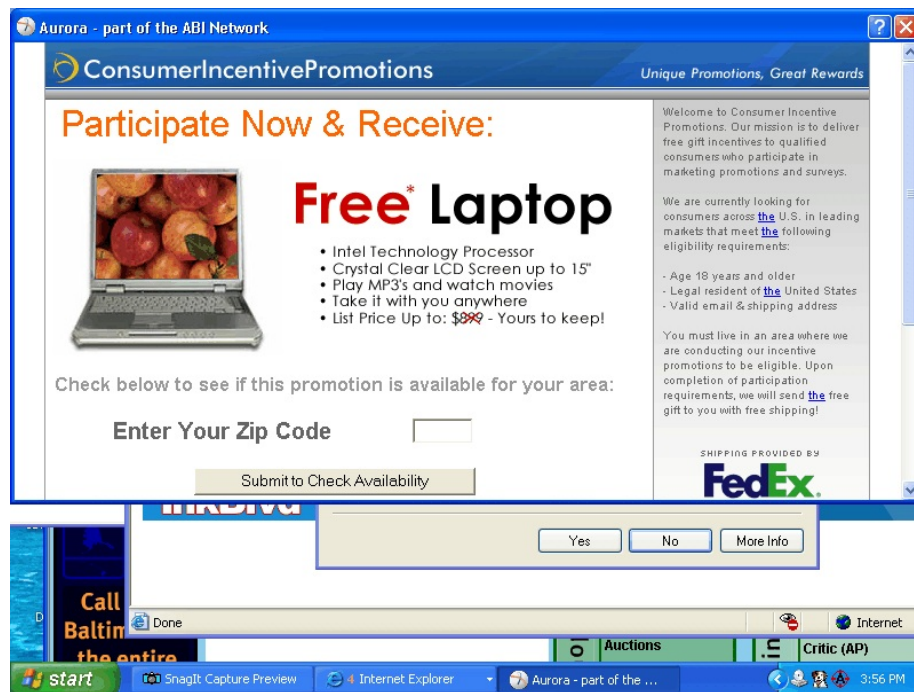 Aurora - part of the ABI Network
ConsumerIncentivePromotions
Unique Promotions, Great Rewards
Participate Now & Receive:
Free* Laptop
• Intel Technology Processor
• Crystal Clear LCD Screen up to 15"
• Play MP3's and watch movies
• Take it with you anywhere
• List Price Up to: $899 - Yours to keep!
Check below to see if this promotion is available for your area:
Enter Your Zip Code
Submit to Check Availability
Welcome to Consumer Incentive
Promotions. Our mission is to deliver
free gift incentives to qualified
consumers who participate in
marketing promotions and surveys.
We are currently looking for
consumers across the U.S. in leading
markets that meet the following
eligibility requirements:
- Age 18 years and older
- Legal resident of the United States
- Valid email & shipping address
You must live in an area where we
are conducting our incentive
promotions to be eligible. Upon
completion of participation
requirements, we will send the free
gift to you with free shipping!
SHIPPING PROVIDED BY
FedEx.
Yes
No
More Info
Call
Baltim
the entire
Done
Internet
Auctions
Critic (AP)
start
SnagIt Capture Preview
4 Internet Explorer
Aurora - part of the ...
3:56 PM